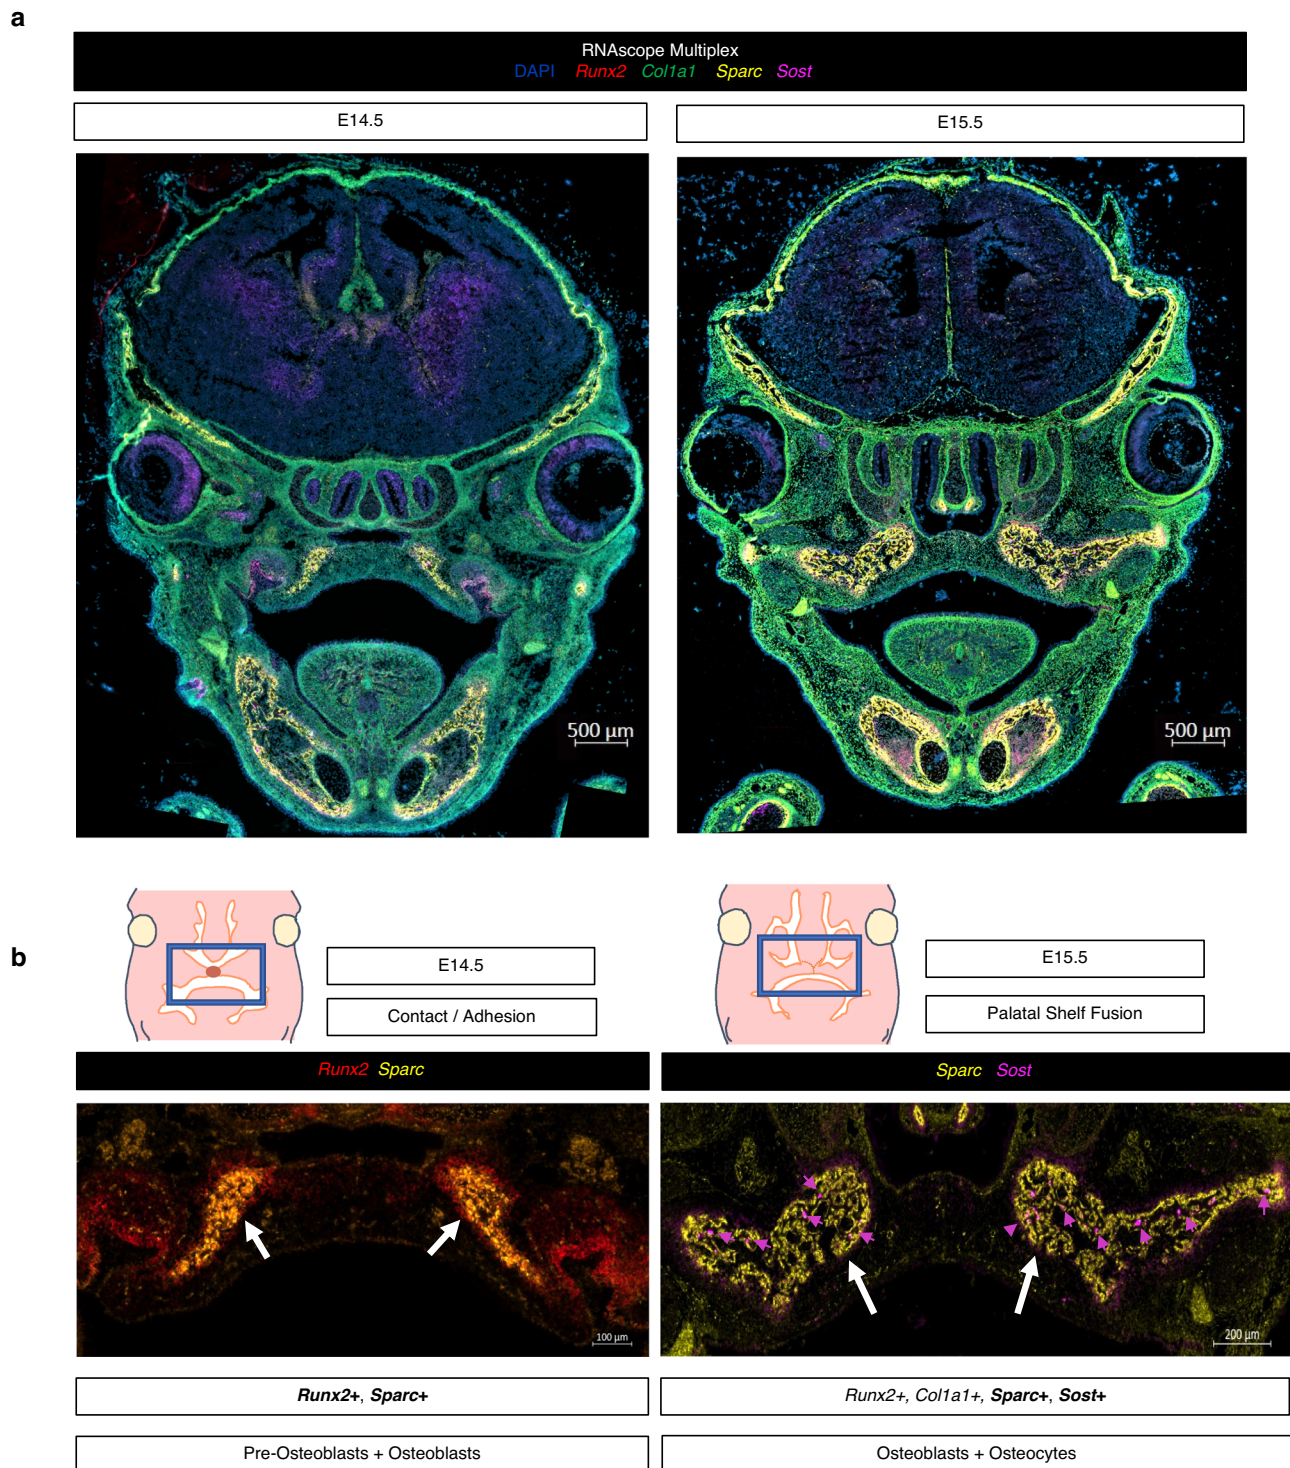 a
RNAscope Multiplex
DAPI Runx2 Col1a1 Sparc Sost
E14.5
E15.5
500 µm
500 µm
b
E14.5
Contact / Adhesion
E15.5
Palatal Shelf Fusion
Runx2 Sparc
Sparc Sost
100 µm
200 µm
Runx2+, Sparc+
Runx2+, Col1a1+, Sparc+, Sost+
Pre-Osteoblasts + Osteoblasts
Osteoblasts + Osteocytes